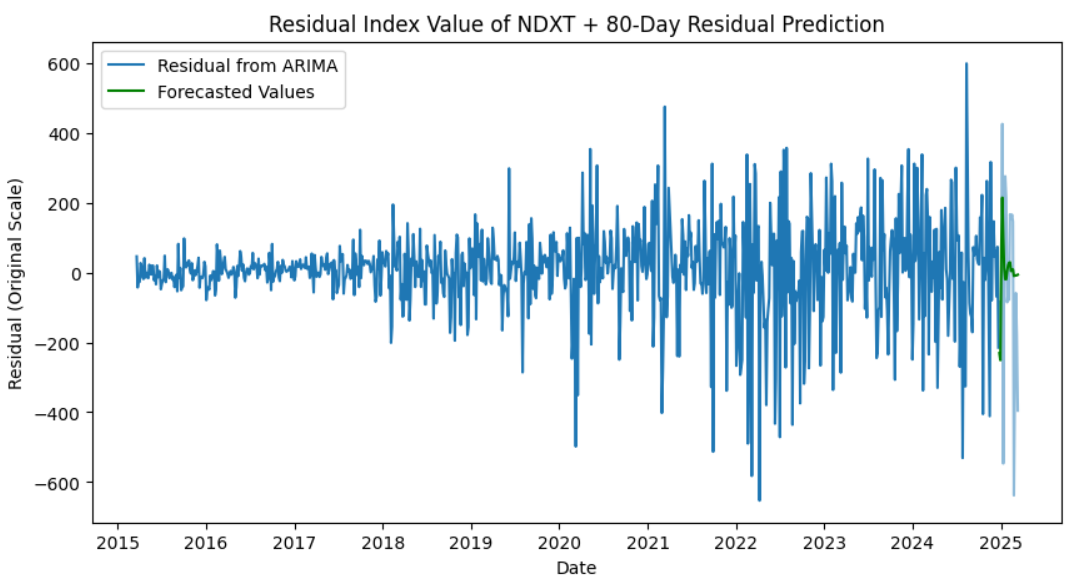 Residual Index Value of NDXT + 80-Day Residual Prediction
Residual from ARIMA
Forecasted Values
Residual (Original Scale)
600
400
200
0
−200
−400
−600
2015 2016 2017 2018 2019 2020 2021 2022 2023 2024 2025
Date